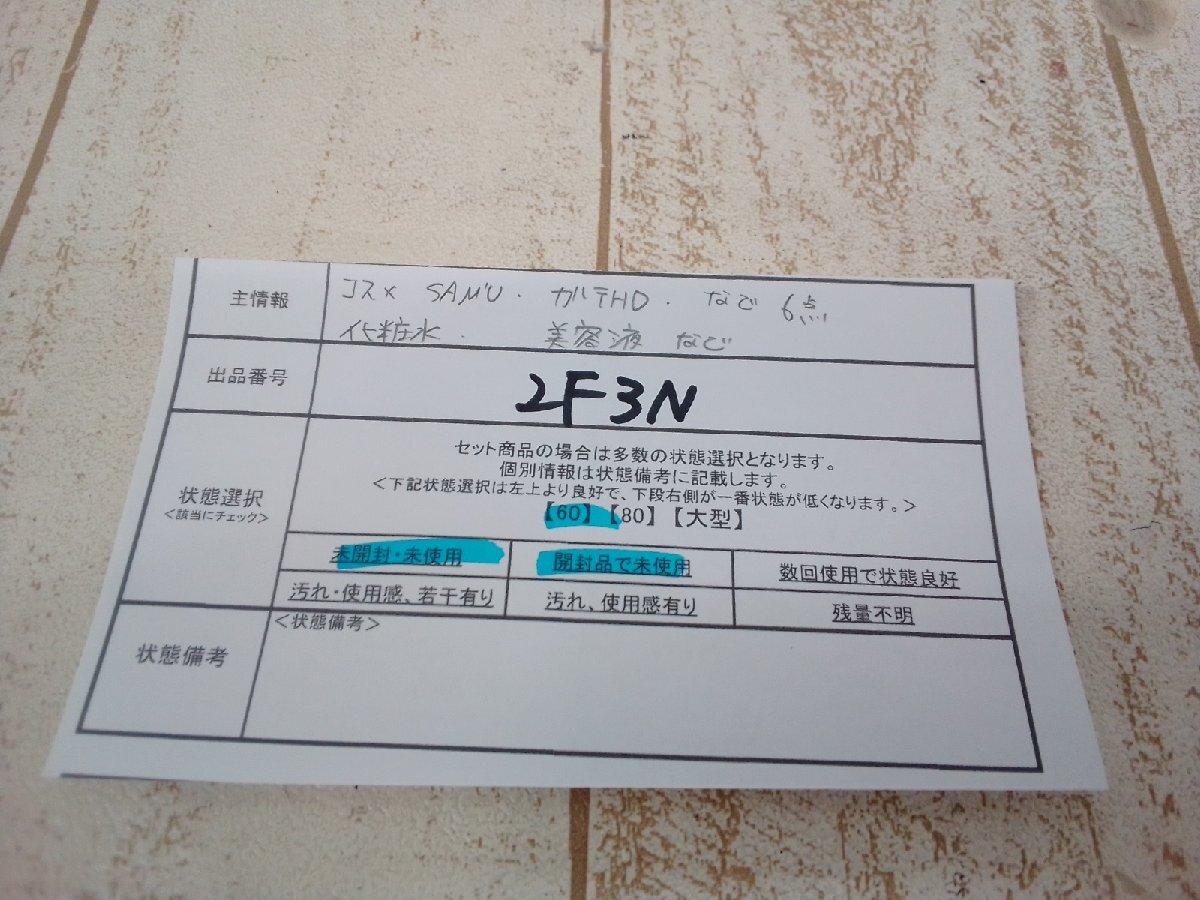 主情報
コスメ SAM'U・カルテHD・など 6点
化粧水・ 美容液 など
出品番号
2F3N
状態選択
<該当にチェック>
セット商品の場合は多数の状態選択となります。
個別情報は状態備考に記載します。
<下記状態選択は左上より良好で、下段右側が一番状態が低くなります。>
【60】【80】【大型】
未開封・未使用 開封品で未使用 数回使用で状態良好
汚れ・使用感、若干有り 汚れ、使用感有り 残量不明
状態備考
<状態備考>